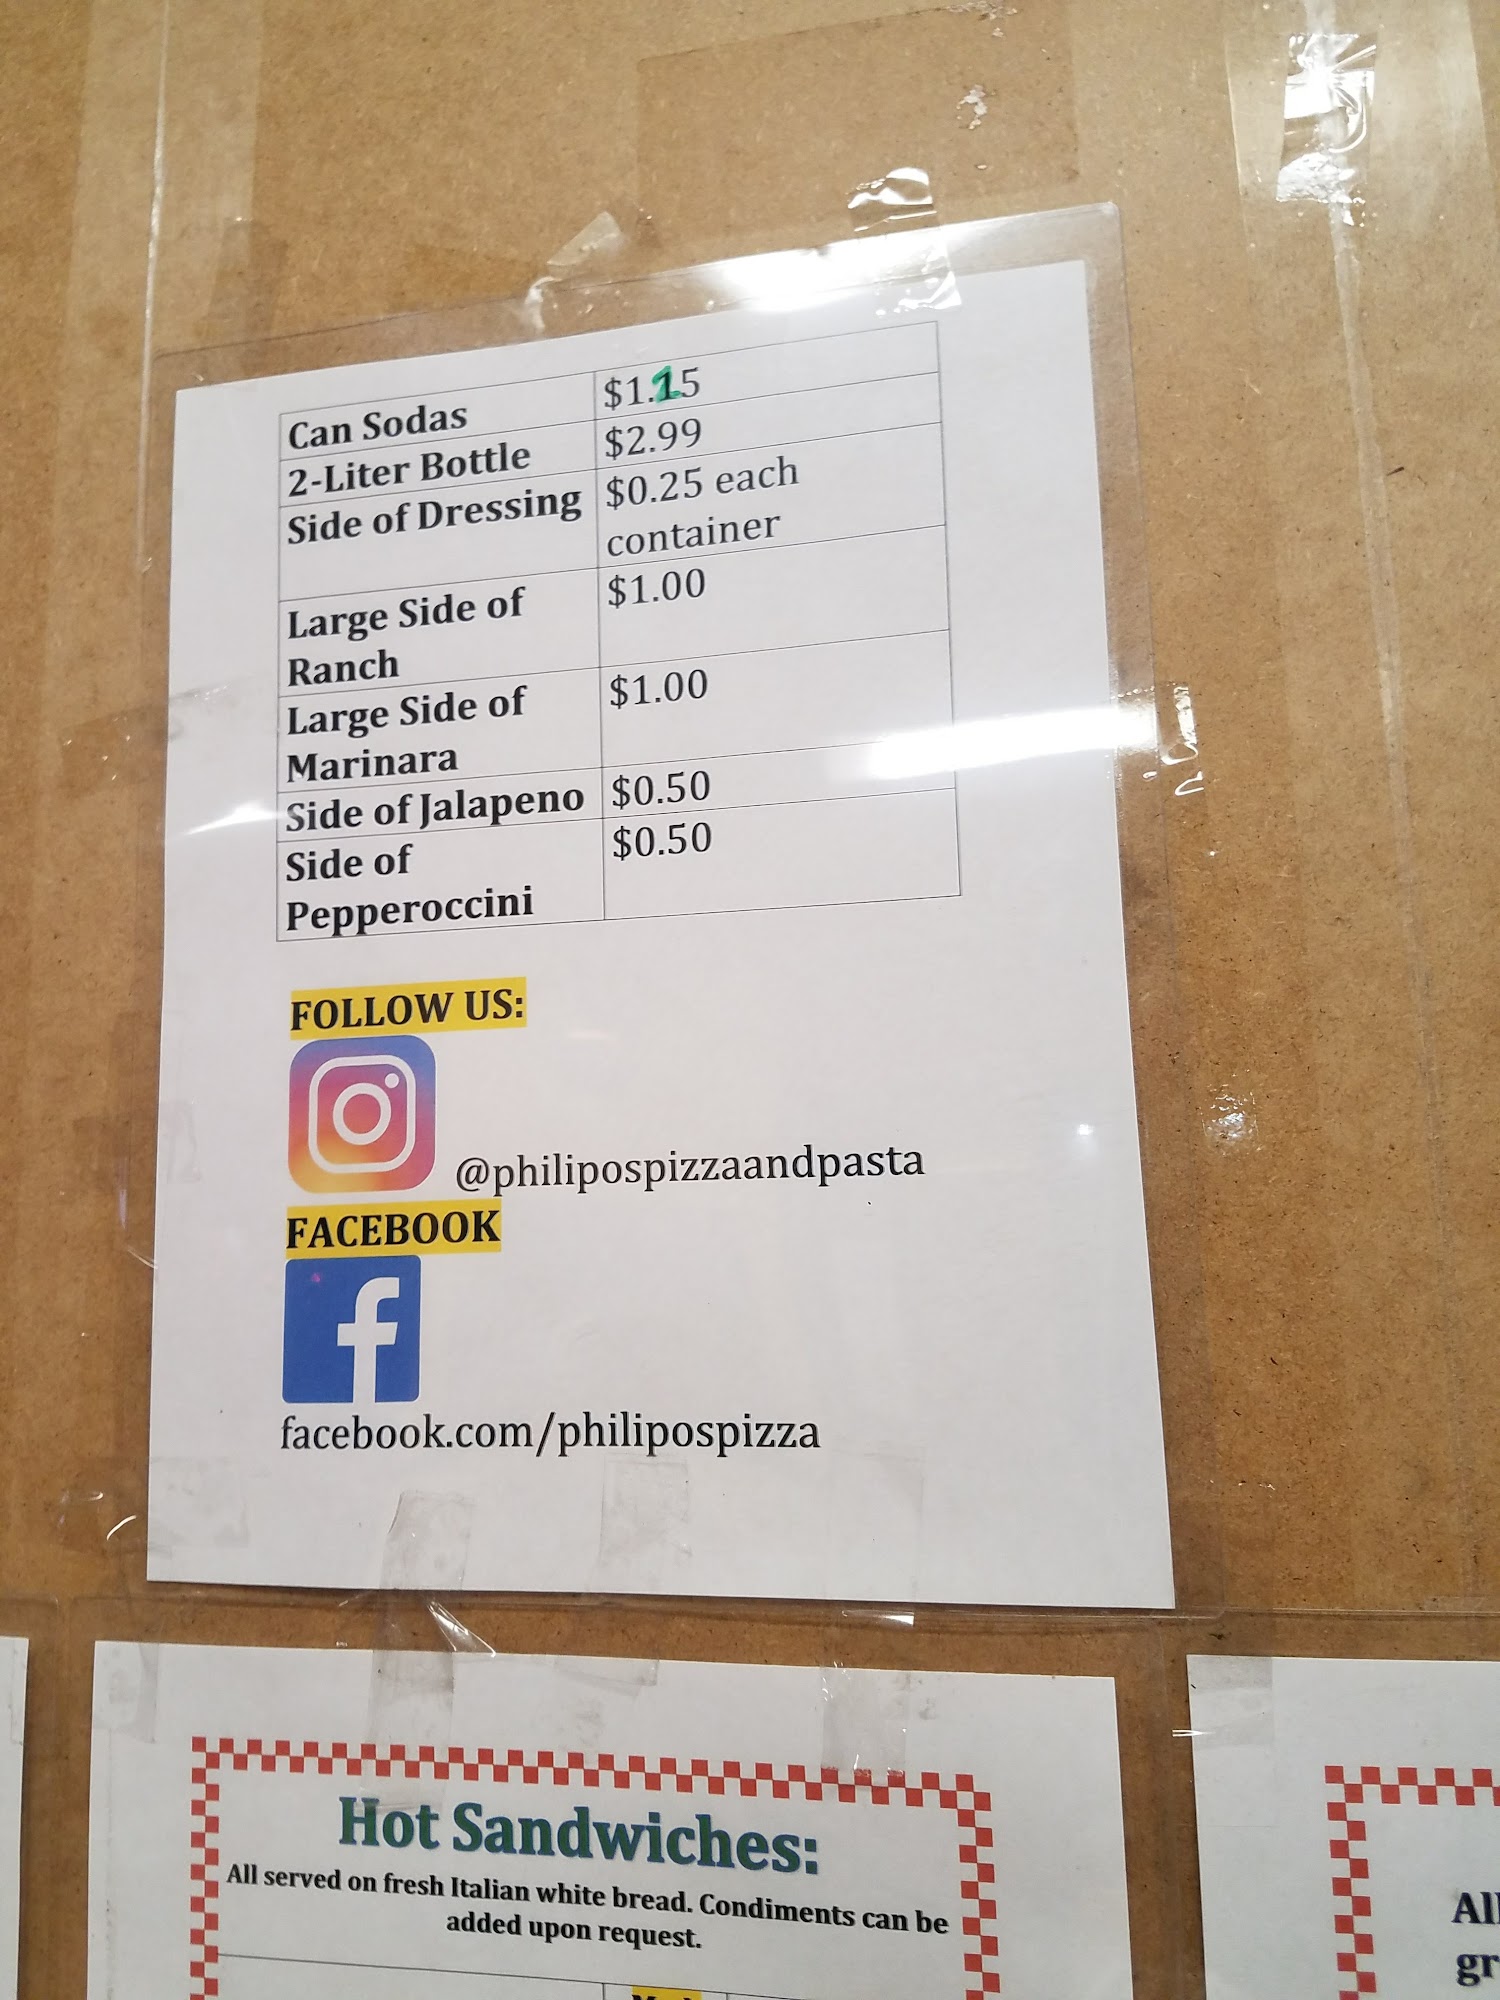 Can Sodas $1.25
2-Liter Bottle $2.99
Side of Dressing $0.25 each
container
Large Side of $1.00
Ranch
Large Side of $1.00
Marinara
Side of Jalapeno $0.50
Side of $0.50
Pepperoccini
FOLLOW US:
@philipospizzaandpasta
FACEBOOK
facebook.com/philipospizza
Hot Sandwiches:
All served on fresh Italian white bread. Condiments can be
added upon request.
All
gr